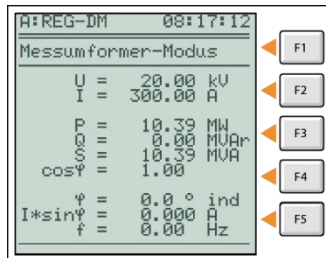 A:REG-DM 08:17:12
Messumformer-Modus
U = 20.00 kV
I = 300.00 A
P = 10.39 MW
Q = 0.00 MVAr
S = 10.39 MVA
cosφ = 1.00
φ = 0.0 ° ind
I*sinφ = 0.000 A
f = 0.00 Hz
F1
F2
F3
F4
F5